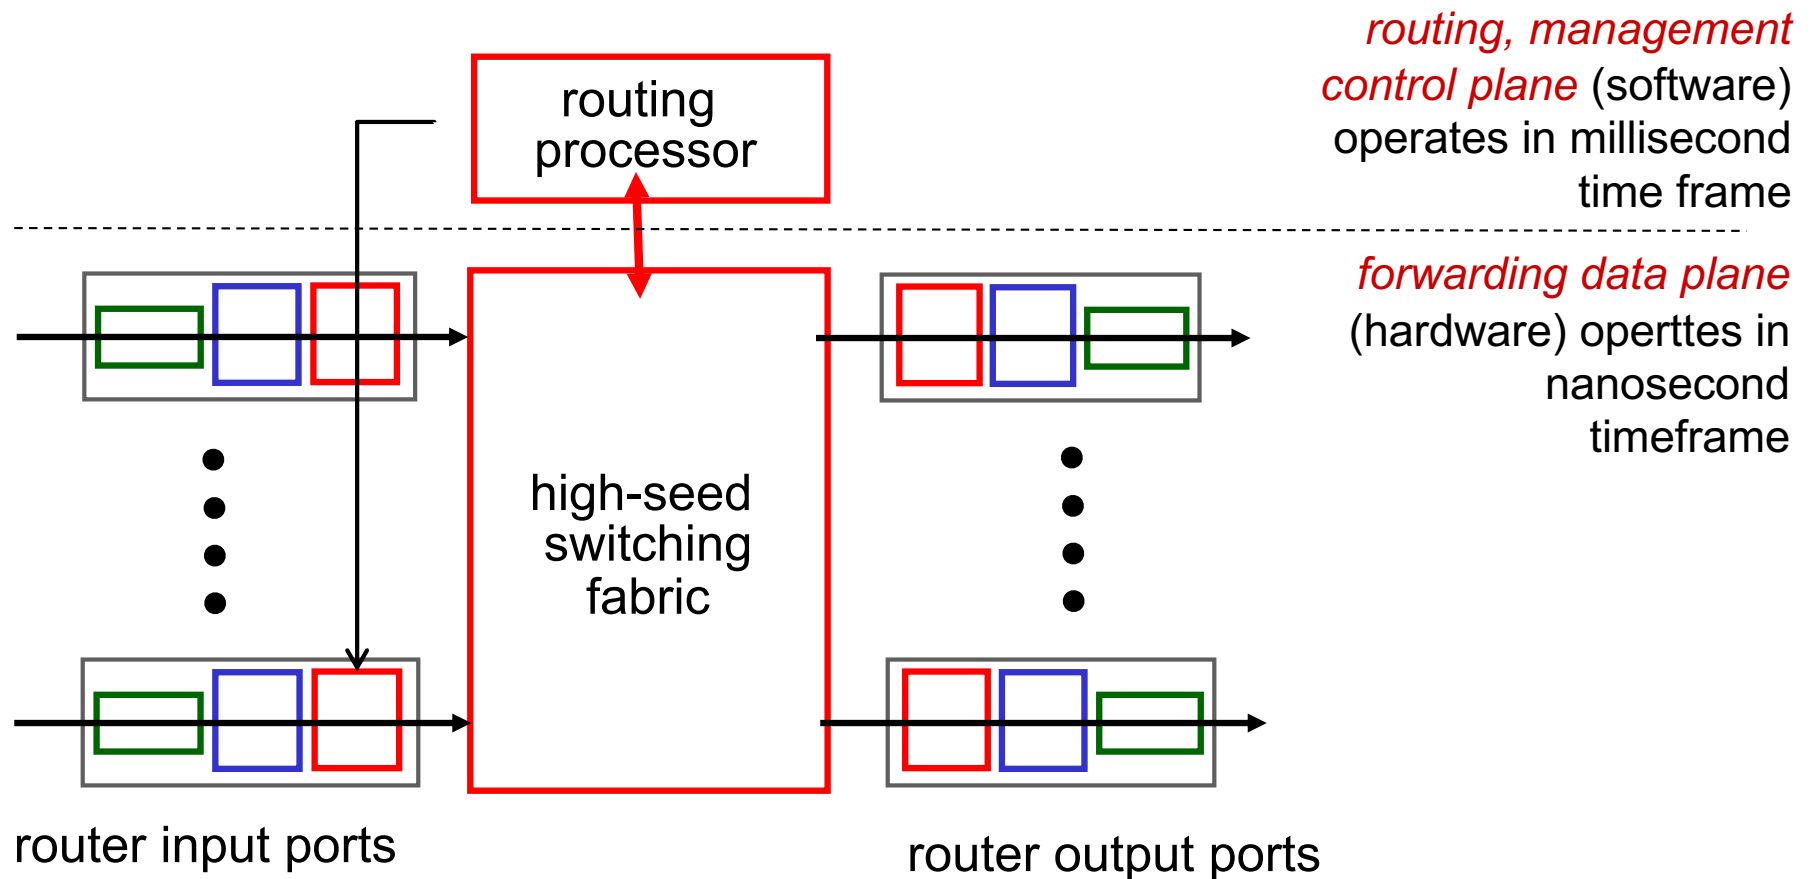 routing, management
control plane (software)
operates in millisecond
time frame
routing
processor
forwarding data plane
(hardware) operttes in
nanosecond
timeframe
high-seed
switching
fabric
router input ports
router output ports